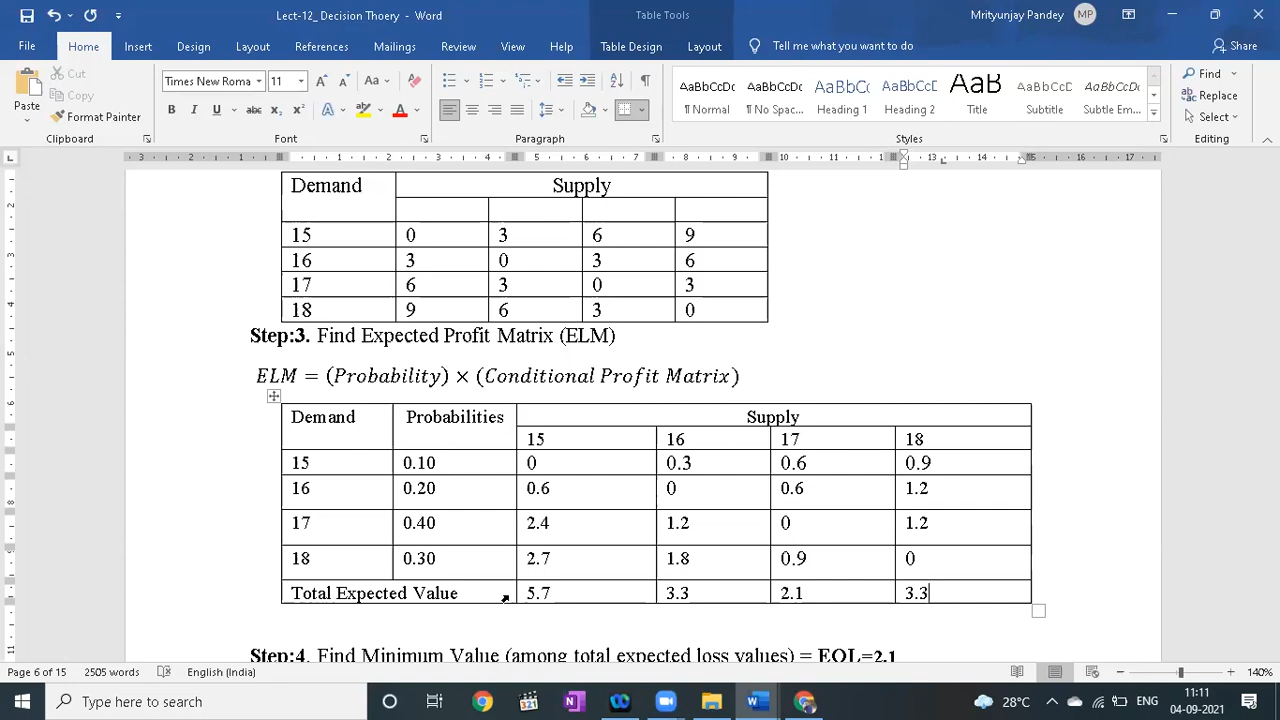 Lect-12_ Decision Thoery - Word
Table Tools
Mrityunjay Pandey
MP
File
Home
Insert
Design
Layout
References
Mailings
Review
View
Help
Table Design
Layout
Tell me what you want to do
Share
Paste
Cut
Copy
Format Painter
Clipboard
Times New Roma
11
Font
Paragraph
AaBbCcDc
¶ Normal
AaBbCcDc
¶ No Spac...
AaBbCc
Heading 1
AaBbCcD
Heading 2
AaB
Title
AaBbCcD
Subtitle
AaBbCcDc
Subtle Em...
Styles
Find
Replace
Select
Editing
Demand Supply
15 0 3 6 9
16 3 0 3 6
17 6 3 0 3
18 9 6 3 0
Step:3. Find Expected Profit Matrix (ELM)
ELM = (Probability) × (Conditional Profit Matrix)
Demand Probabilities Supply
15 16 17 18
15 0.10 0 0.3 0.6 0.9
16 0.20 0.6 0 0.6 1.2
17 0.40 2.4 1.2 0 1.2
18 0.30 2.7 1.8 0.9 0
Total Expected Value 5.7 3.3 2.1 3.3
Step:4. Find Minimum Value (among total expected loss values) = EOL=2.1
Page 6 of 15 2505 words English (India) 140%
Type here to search
28°C ENG
11:11
04-09-2021